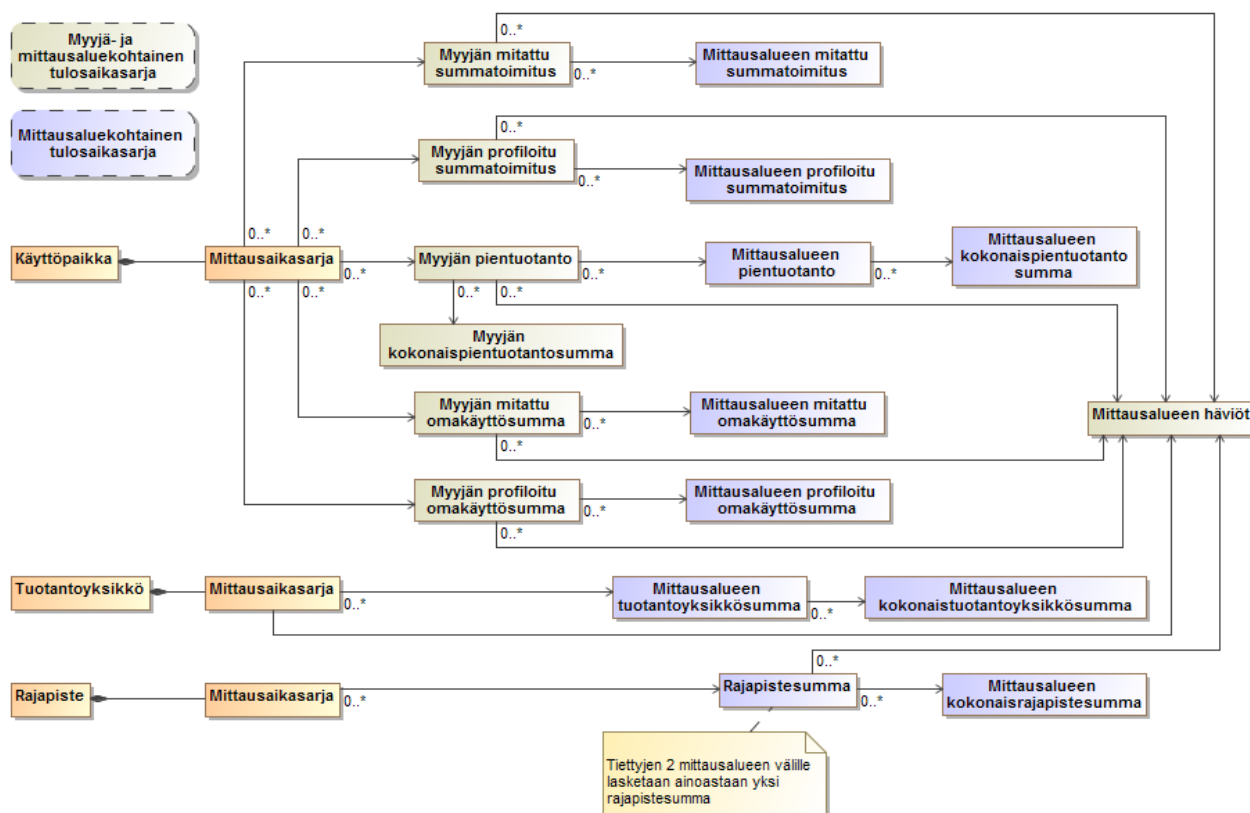 Myyjä- ja
mittausaluekohtainen
tulosaikasarja
Mittausaluekohtainen
tulosaikasarja
0..*
Myyjän mitattu
summatoimitus
0..*
Mittausalueen mitattu
summatoimitus
0..*
Myyjän profiloitu
summatoimitus
0..*
Mittausalueen profiloitu
summatoimitus
0..*
0..*
Käyttöpaikka
Mittausaikasarja
0..*
0..*
0..*
Myyjän pientuotanto
0..*
0..*
0..*
Mittausalueen
pientuotanto
0..*
Mittausalueen
kokonaispientuotanto
summa
Myyjän
kokonaispientuotantosumma
Myyjän mitattu
omakäyttösumma
0..*
0..*
Mittausalueen mitattu
omakäyttösumma
Mittausalueen häviöt
Myyjän profiloitu
omakäyttösumma
0..*
0..*
Mittausalueen profiloitu
omakäyttösumma
Tuotantoyksikkö
Mittausaikasarja
0..*
Mittausalueen
tuotantoyksikkösumma
0..*
Mittausalueen
kokonaistuotantoyksikkösumma
Rajapiste
Mittausaikasarja
0..*
0..*
Rajapistesumma
0..*
Mittausalueen
kokonaisrajapistesumma
Tiettyjen 2 mittausalueen välille
lasketaan ainoastaan yksi
rajapistesumma